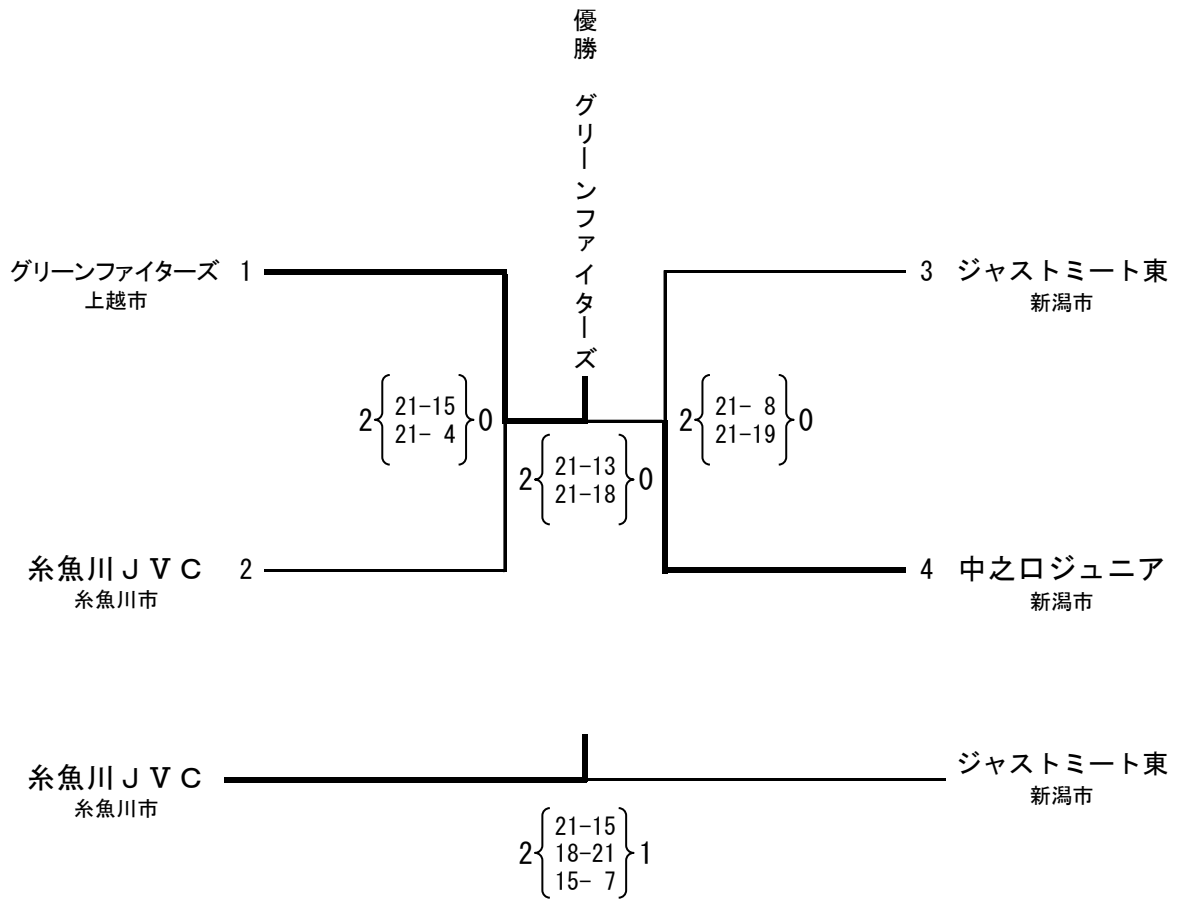 優勝 グリーンファイターズ
グリーンファイターズ 1
上越市
3 ジャストミート東
新潟市
2 21-15 0
21- 4
2 21- 8 0
21-19
2 21-13 0
21-18
糸魚川ＪＶＣ 2
糸魚川市
4 中之口ジュニア
新潟市
糸魚川ＪＶＣ
糸魚川市
ジャストミート東
新潟市
21-15
2 18-21 1
15- 7